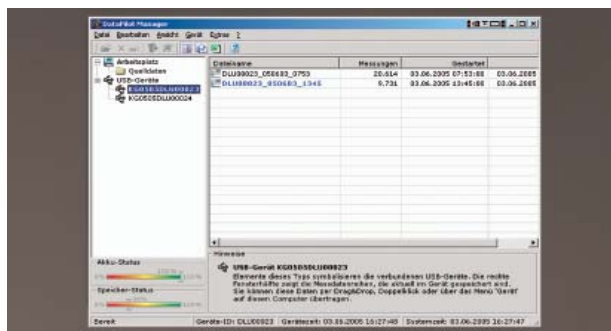 DataPilot Manager
Datei Bearbeiten Ansicht Gerät Extras ?
Arbeitsplatz
Quelldaten
USB-Geräte
KG0505DLU00023
KG0505DLU00024
Dateiname Messungen Gestartet
DLU00023_050603_0753 20.614 03.06.2005 07:53:00 03.06.2005
DLU00023_050603_1345 9.731 03.06.2005 13:45:00 03.06.2005
Akku-Status
Speicher-Status
Hinweise
USB-Gerät KG0505DLU00023
Elemente dieses Typs symbolisieren die verbundenen USB-Geräte. Die rechte
Fensterhälfte zeigt die Messdatenreihen, die aktuell im Gerät gespeichert sind.
Sie können diese Daten per Drag&Drop, Doppelklick oder über das Menü 'Gerät'
auf diesen Computer übertragen.
Bereit Geräte-ID: DLU00023 Gerätezeit: 03.06.2005 16:27:48 Systemzeit: 03.06.2005 16:27:47